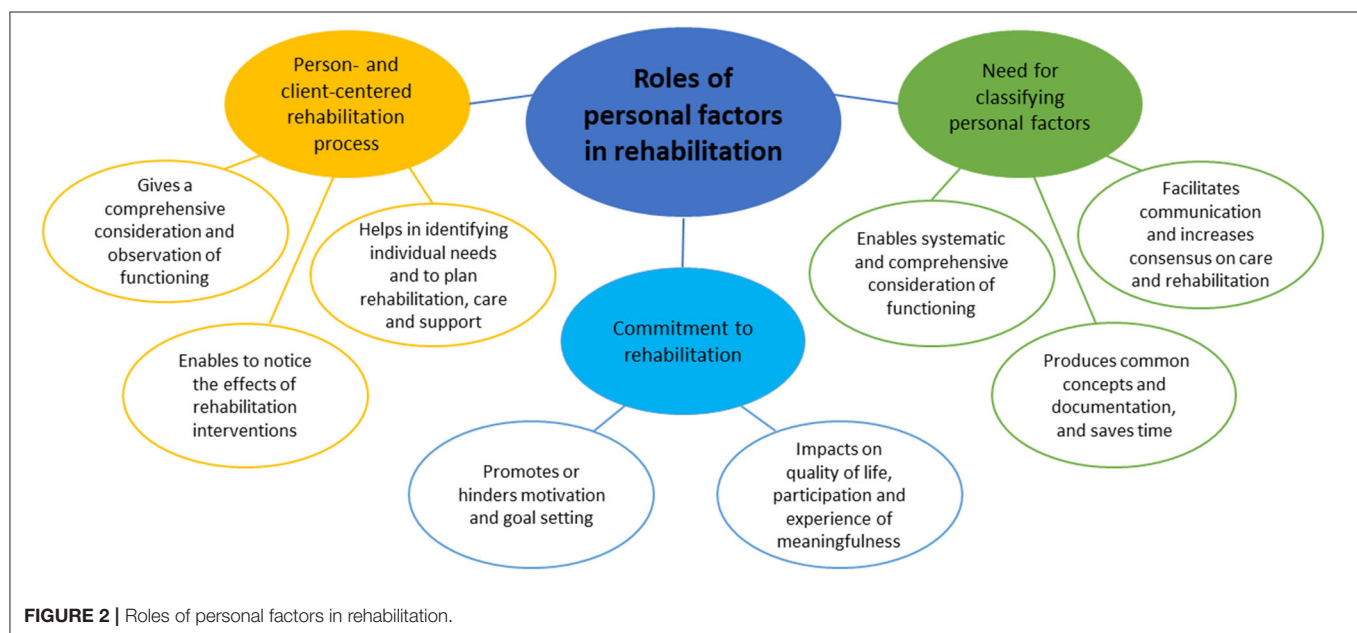 Roles of
personal factors
in rehabilitation
Person- and
client-centered
rehabilitation
process
Gives a
comprehensive
consideration and
observation of
functioning
Helps in identifying
individual needs
and to plan
rehabilitation, care
and support
Enables to notice
the effects of
rehabilitation
interventions
Commitment to
rehabilitation
Promotes or
hinders motivation
and goal setting
Impacts on
quality of life,
participation and
experience of
meaningfulness
Need for
classifying
personal factors
Enables systematic
and comprehensive
consideration of
functioning
Facilitates
communication
and increases
consensus on care
and rehabilitation
Produces common
concepts and
documentation,
and saves time
FIGURE 2 | Roles of personal factors in rehabilitation.